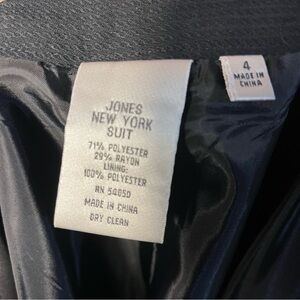 JONES
NEW YORK
SUIT
71% POLYESTER
29% RAYON
LINING:
100% POLYESTER
RN 54050
MADE IN CHINA
DRY CLEAN
4
MADE IN
CHINA